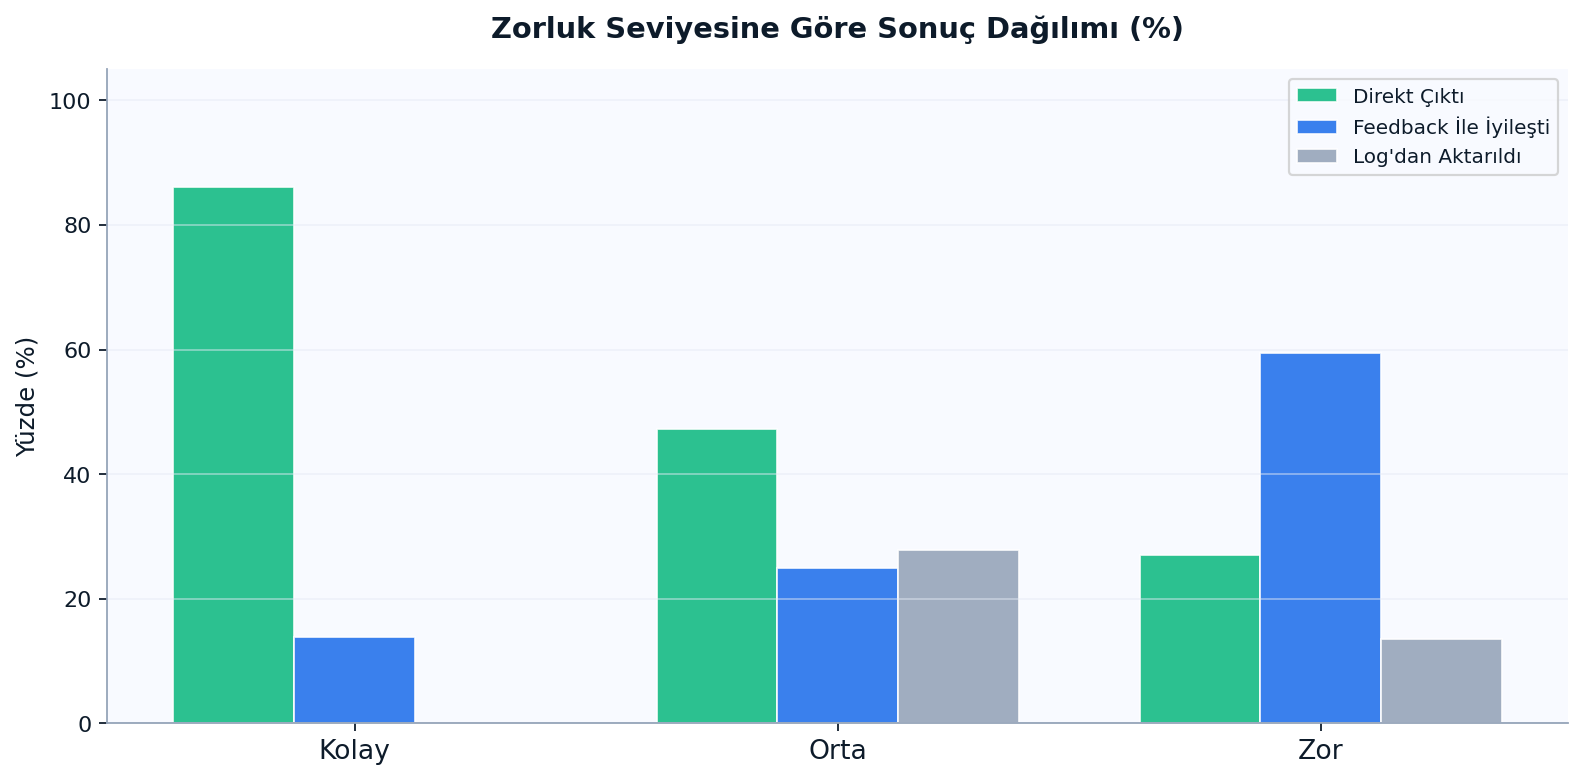 Zorluk Seviyesine Göre Sonuç Dağılımı (%)
Direkt Çıktı
Feedback İle İyileşti
Log'dan Aktarıldı
Yüzde (%)
100
80
60
40
20
0
Kolay
Orta
Zor